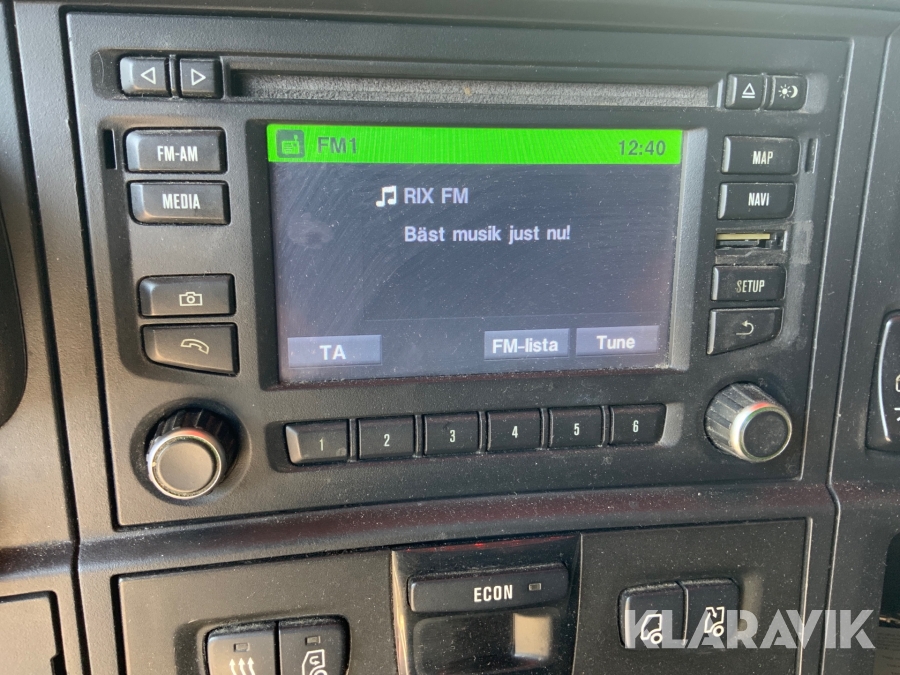 FM-AM
MEDIA
FM1 12:40
RIX FM
Bäst musik just nu!
TA FM-lista Tune
MAP
NAVI
SETUP
1 2 3 4 5 6
ECON
KLARAVIK